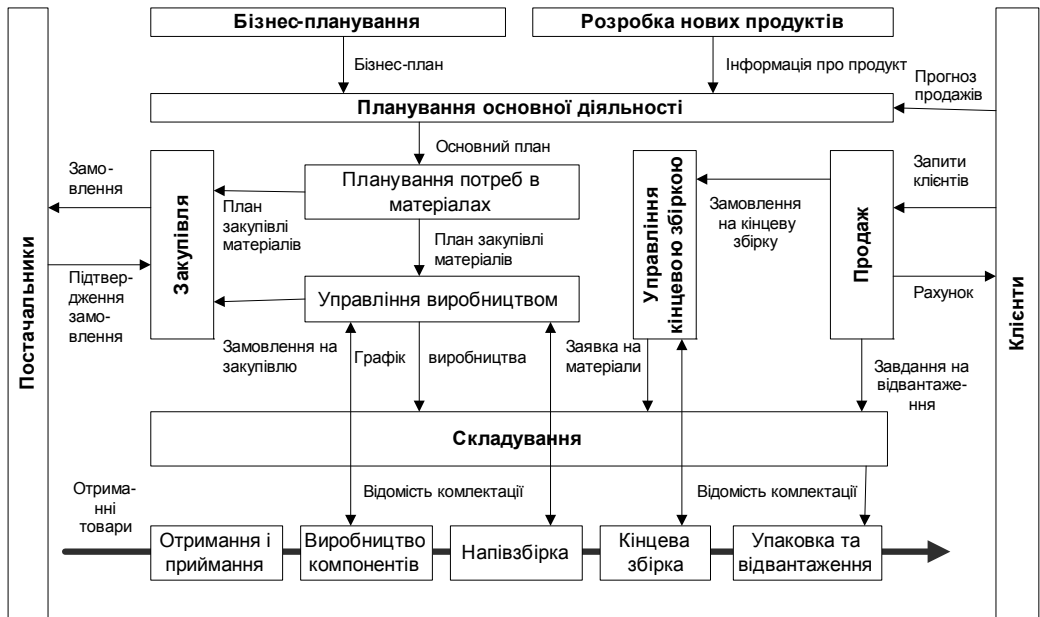 Бізнес-планування
Розробка нових продуктів
Бізнес-план
Інформація про продукт
Прогноз
продажів
Планування основної діяльності
Основний план
Замо-
влення
Запити
клієнтів
Планування потреб в
матеріалах
План
закупівлі
матеріалів
Замовлення
на кінцеву
збірку
Закупівля
Управління
кінцевою збіркою
Продаж
Постачальники
Клієнти
План закупівлі
матеріалів
Підтвер-
дження
замо-
влення
Управління виробництвом
Рахунок
Замовлення на
закупівлю
Графік
виробництва
Заявка на
матеріали
Завдання на
відвантаже-
ння
Складування
Отрима-
нні
товари
Відомість комлектації
Відомість комлектації
Отримання і
приймання
Виробництво
компонентів
Напівзбірка
Кінцева
збірка
Упаковка та
відвантаження